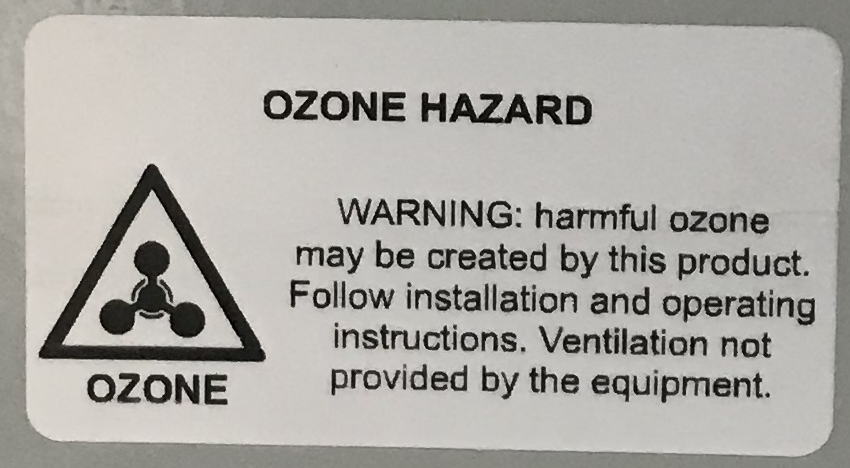 OZONE HAZARD
WARNING: harmful ozone
may be created by this product.
Follow installation and operating
instructions. Ventilation not
provided by the equipment.
OZONE